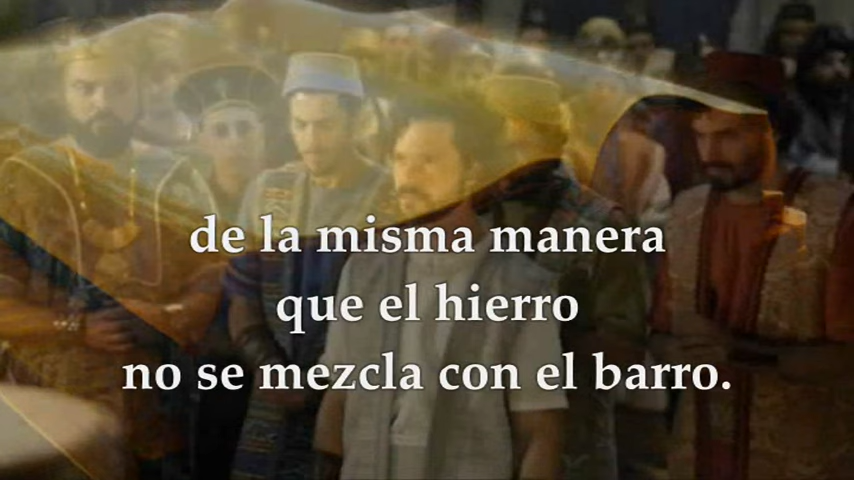 de la misma manera
que el hierro
no se mezcla con el barro.